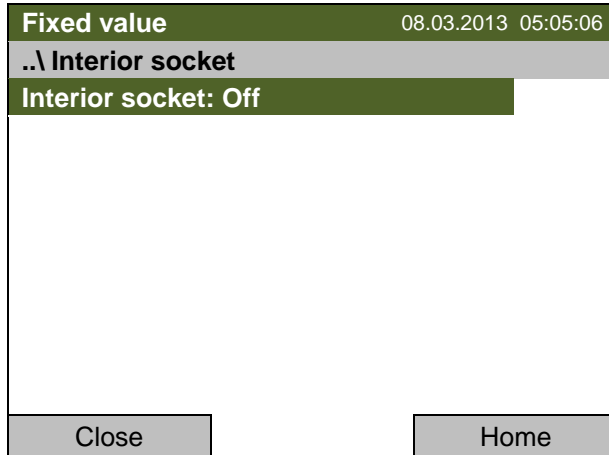 Fixed value 08.03.2013 05:05:06
..\ Interior socket
Interior socket: Off
Close Home